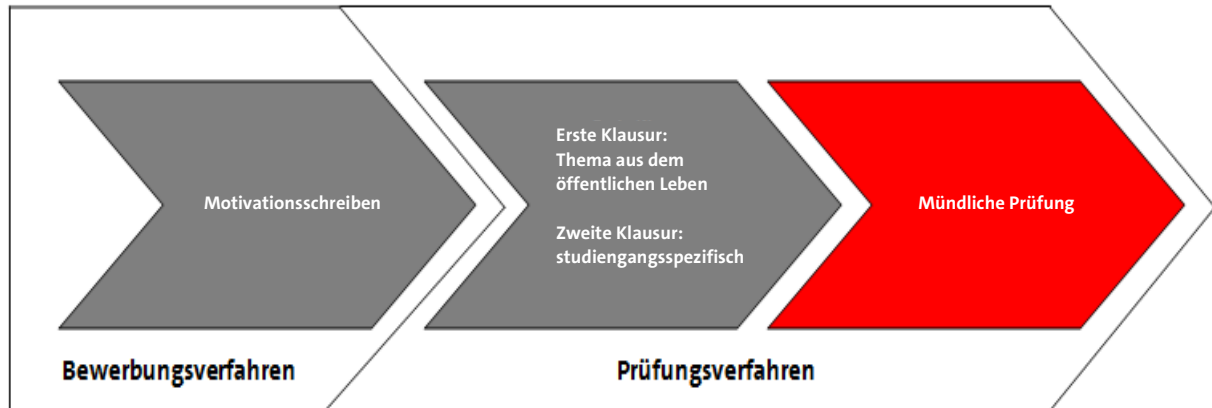 Motivationsschreiben
Erste Klausur:
Thema aus dem
öffentlichen Leben
Zweite Klausur:
studiengangsspezifisch
Mündliche Prüfung
Bewerbungsverfahren
Prüfungsverfahren